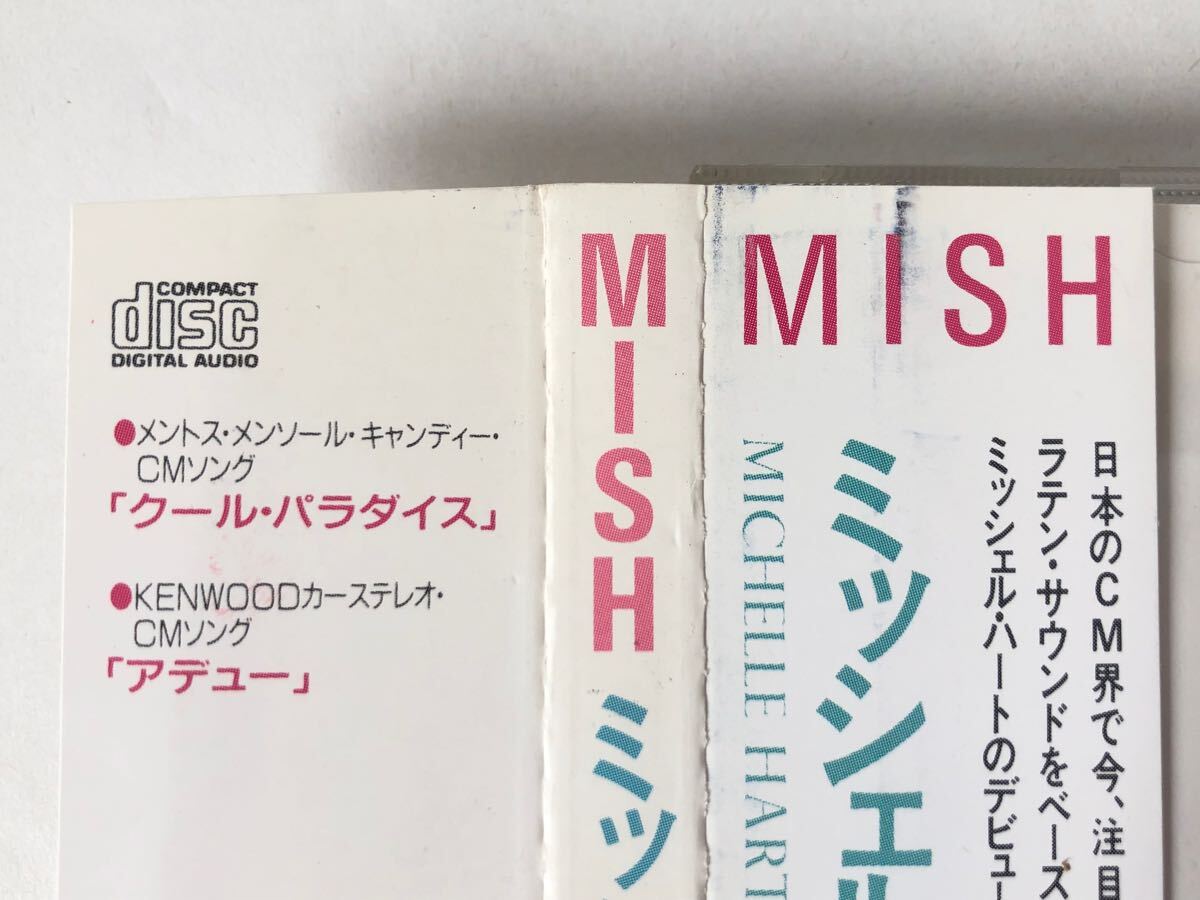 COMPACT
disc
DIGITAL AUDIO
●メントス・メンソール・キャンディー・
CMソング
「クール・パラダイス」
●KENWOODカーステレオ・
CMソング
「アデュー」
MISH ミッ
MISH
日本のCM界で今、注目
ラテン・サウンドをベース
ミッシェル・ハートのデビュー
ミッシェル
MICHELLE HART